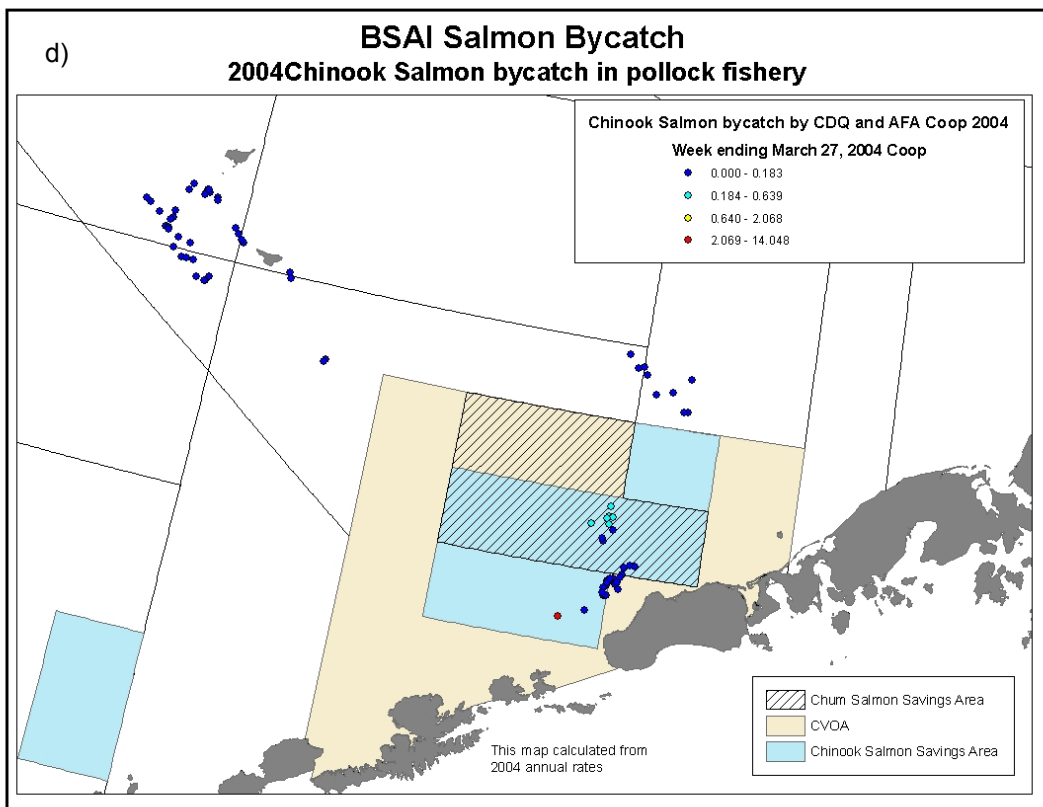 d)
BSAI Salmon Bycatch
2004Chinook Salmon bycatch in pollock fishery
Chinook Salmon bycatch by CDQ and AFA Coop 2004
Week ending March 27, 2004 Coop
0.000 - 0.183
0.184 - 0.639
0.640 - 2.068
2.069 - 14.048
Chum Salmon Savings Area
CVOA
Chinook Salmon Savings Area
This map calculated from
2004 annual rates